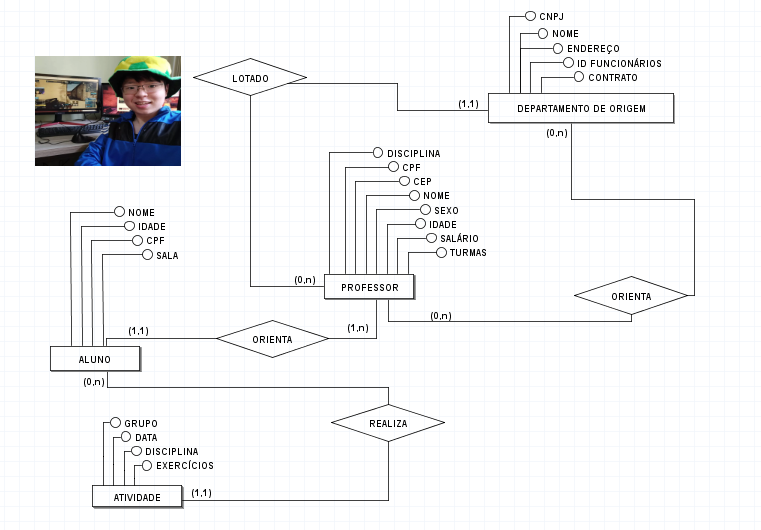 CNPJ
NOME
ENDEREÇO
ID FUNCIONÁRIOS
CONTRATO
LOTADO
(1,1)
DEPARTAMENTO DE ORIGEM
(0,n)
DISCIPLINA
CPF
CEP
NOME
SEXO
IDADE
SALÁRIO
TURMAS
NOME
IDADE
CPF
SALA
(0,n)
PROFESSOR
ORIENTA
(0,n)
(1,1)
ORIENTA
(1,n)
ALUNO
(0,n)
REALIZA
GRUPO
DATA
DISCIPLINA
EXERCÍCIOS
ATIVIDADE
(1,1)